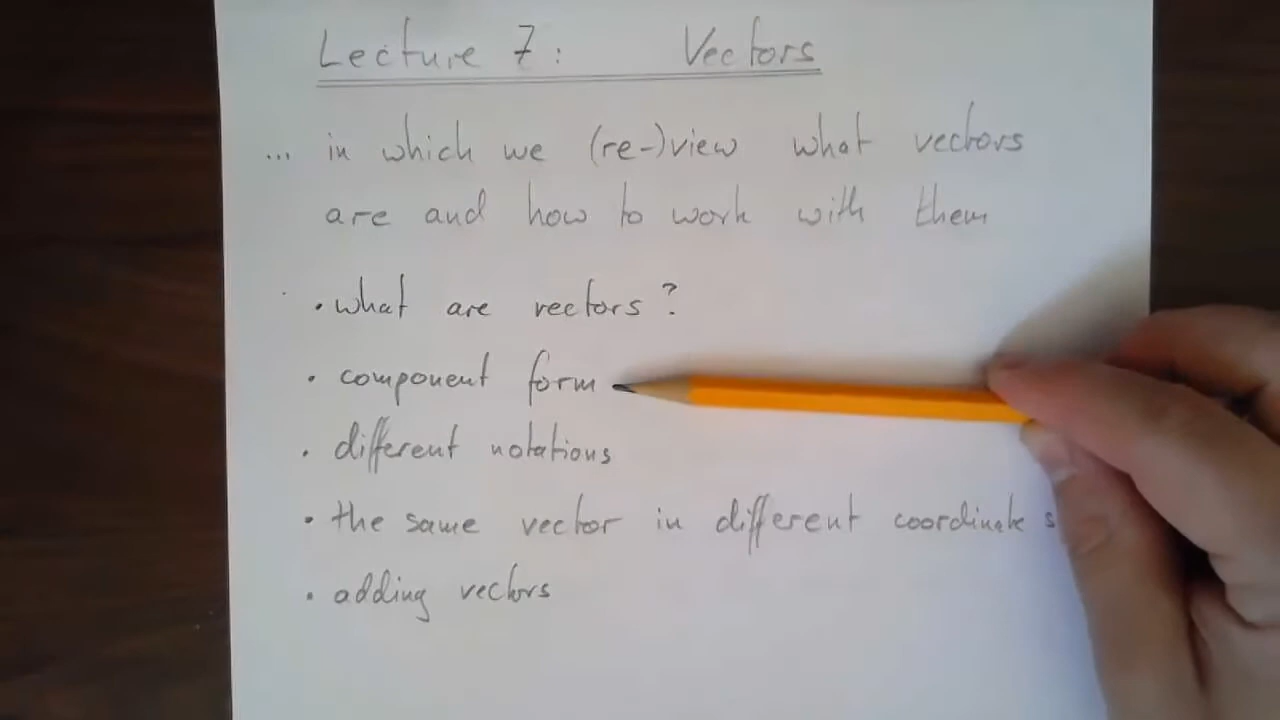 Lecture 7: Vectors
... in which we (re-)view what vectors
are and how to work with them
• what are vectors?
• component form
• different notations
• the same vector in different coordinate
• adding vectors